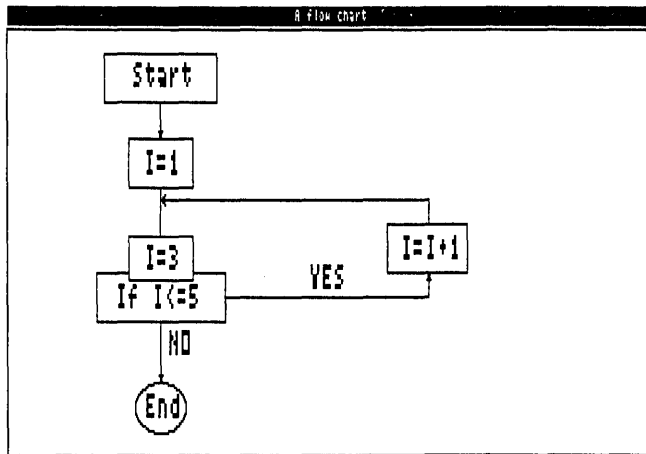 A flow chart
Start
I=1
I=3
I=I+1
If I<=5
YES
NO
End